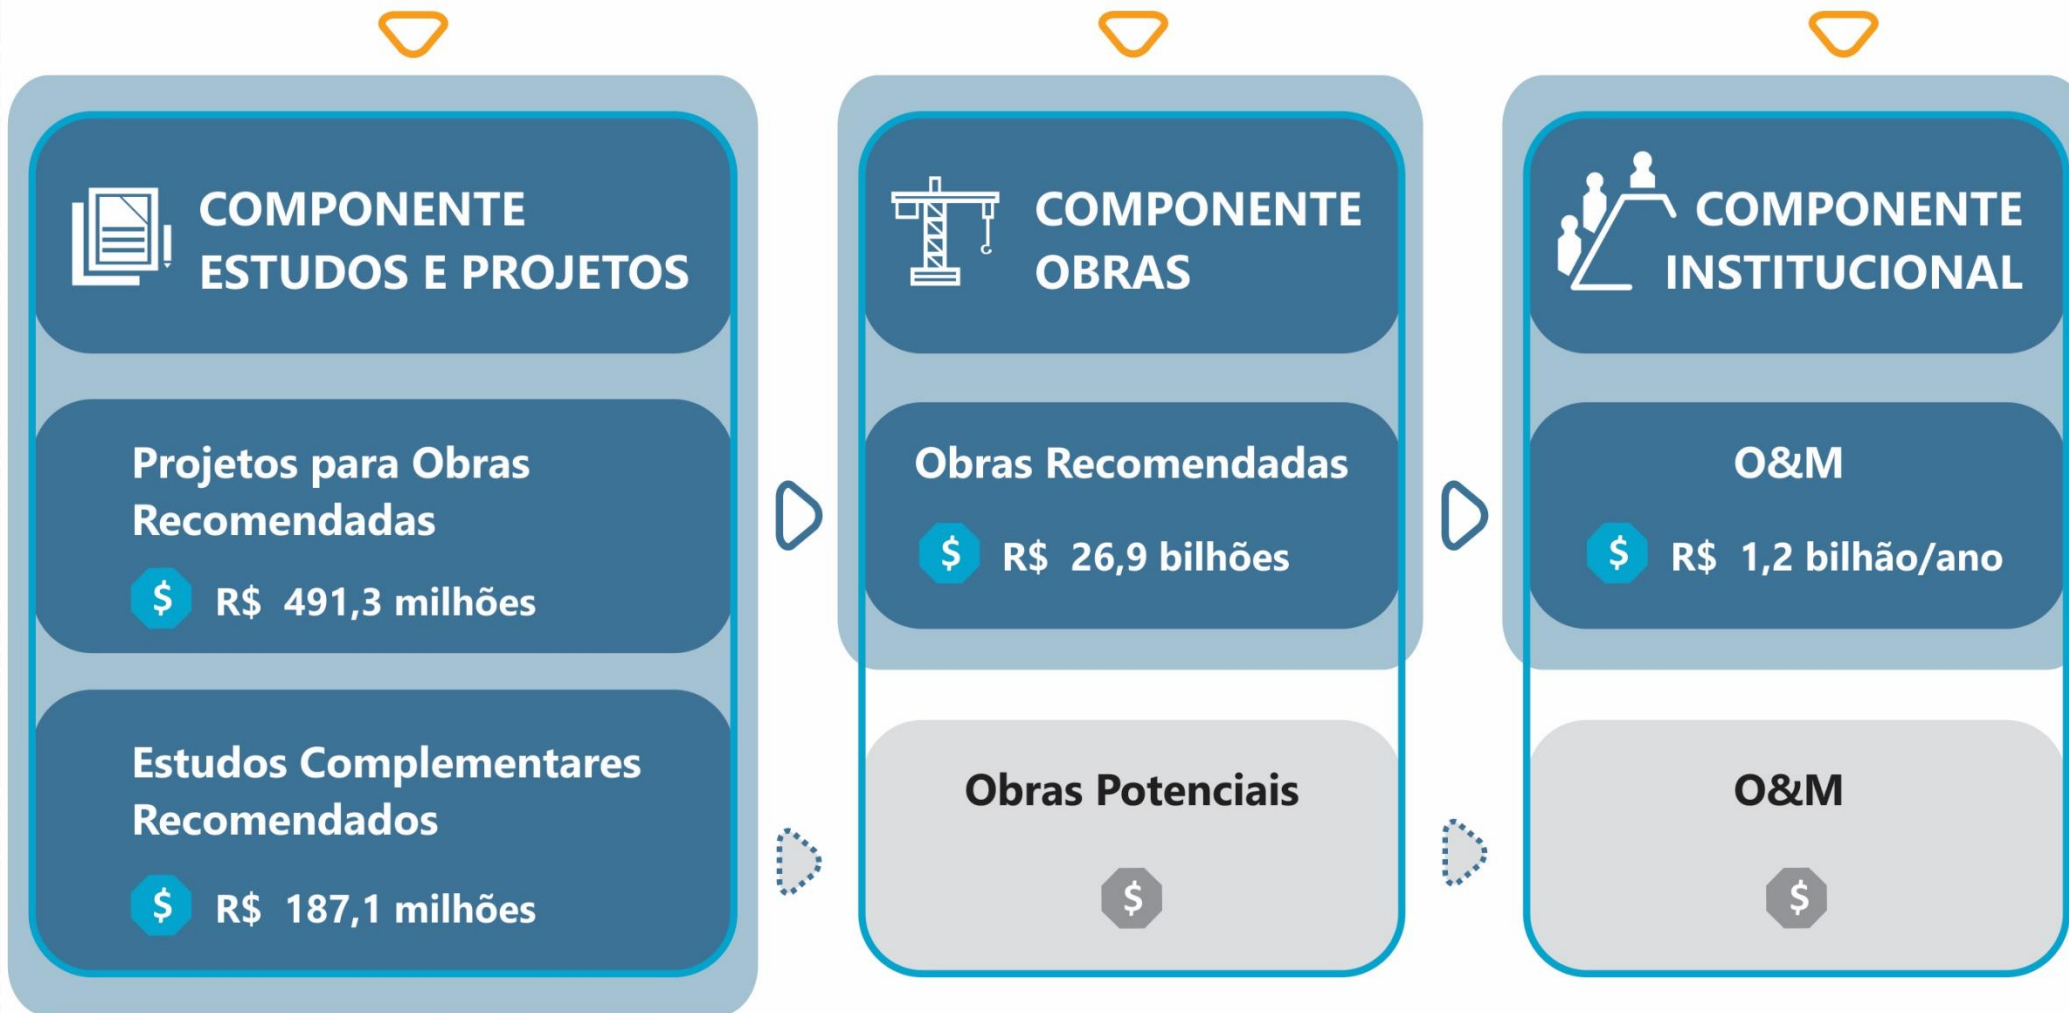 COMPONENTE
ESTUDOS E PROJETOS
Projetos para Obras
Recomendadas
$ R$ 491,3 milhões
Estudos Complementares
Recomendados
$ R$ 187,1 milhões
COMPONENTE
OBRAS
Obras Recomendadas
$ R$ 26,9 bilhões
Obras Potenciais
$
COMPONENTE
INSTITUCIONAL
O&M
$ R$ 1,2 bilhão/ano
O&M
$